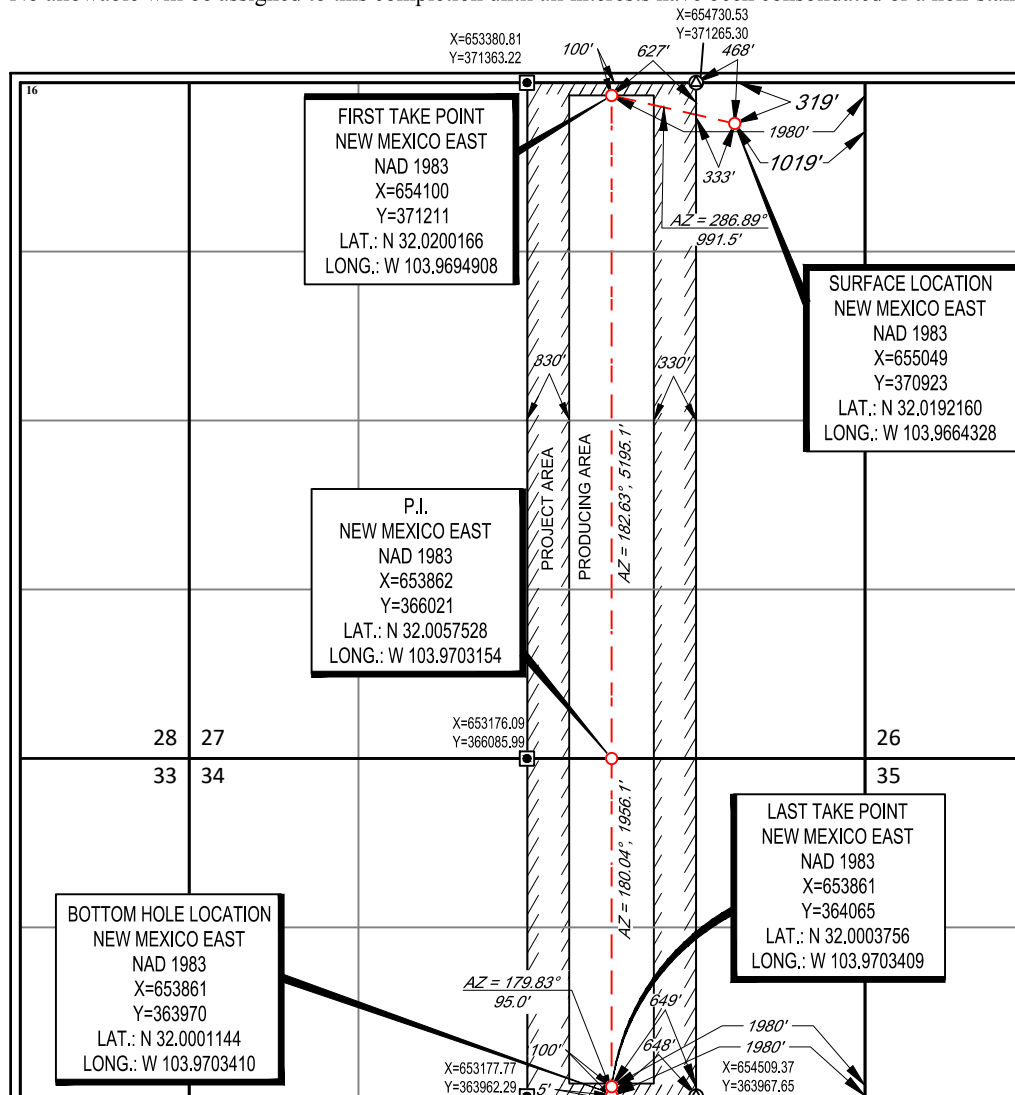 X=654730.53
Y=371265.30
X=653380.81
Y=371363.22
100'
627'
468'
16
319'
1980'
1019'
333'
FIRST TAKE POINT
NEW MEXICO EAST
NAD 1983
X=654100
Y=371211
LAT.: N 32.0200166
LONG.: W 103.9694908
AZ = 286.89°
991.5'
SURFACE LOCATION
NEW MEXICO EAST
NAD 1983
X=655049
Y=370923
LAT.: N 32.0192160
LONG.: W 103.9664328
330'
330'
PROJECT AREA
PRODUCING AREA
AZ = 182.63°, 5195.1'
P.I.
NEW MEXICO EAST
NAD 1983
X=653862
Y=366021
LAT.: N 32.0057528
LONG.: W 103.9703154
X=653176.09
Y=366085.99
28 27
33 34
26
35
AZ = 180.04°, 1956.1'
LAST TAKE POINT
NEW MEXICO EAST
NAD 1983
X=653861
Y=364065
LAT.: N 32.0003756
LONG.: W 103.9703409
BOTTOM HOLE LOCATION
NEW MEXICO EAST
NAD 1983
X=653861
Y=363970
LAT.: N 32.0001144
LONG.: W 103.9703410
AZ = 179.83°
95.0'
649'
1980'
648'
1980'
100'
X=653177.77
Y=363962.29
5'
X=654509.37
Y=363967.65